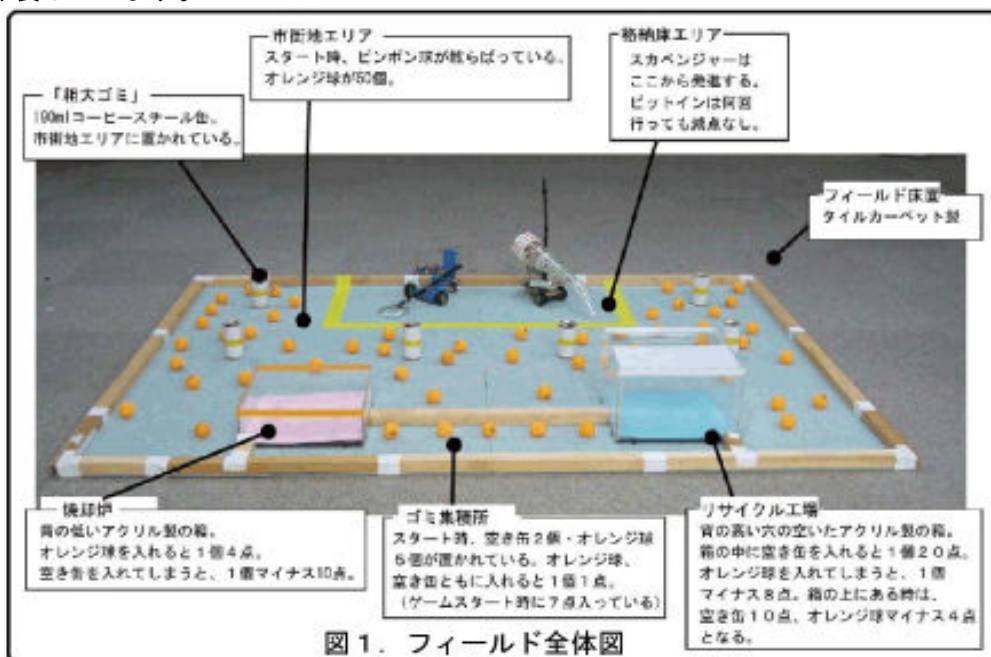 市街地エリア
スタート時、ピンポン球が散らばっている。
オレンジ球が50個。
格納庫エリア
スカベンジャーは
ここから発進する。
ピットインは何回
行っても減点なし。
「粗大ゴミ」
190mlコーヒースチール缶。
市街地エリアに置かれている。
フィールド床面
タイルカーペット製
焼却炉
背の低いアクリル製の箱。
オレンジ球を入れると1個4点。
空き缶を入れてしまうと、1個マイナス10点。
ゴミ集積所
スタート時、空き缶2個・オレンジ球
5個が置かれている。オレンジ球、
空き缶ともに入れると1個1点。
(ゲームスタート時に7点入っている)
リサイクル工場
背の高い穴の空いたアクリル製の箱。
箱の中に空き缶を入れると1個20点。
オレンジ球を入れてしまうと、1個
マイナス8点。箱の上にある時は、
空き缶10点、オレンジ球マイナス4点
となる。
図1. フィールド全体図